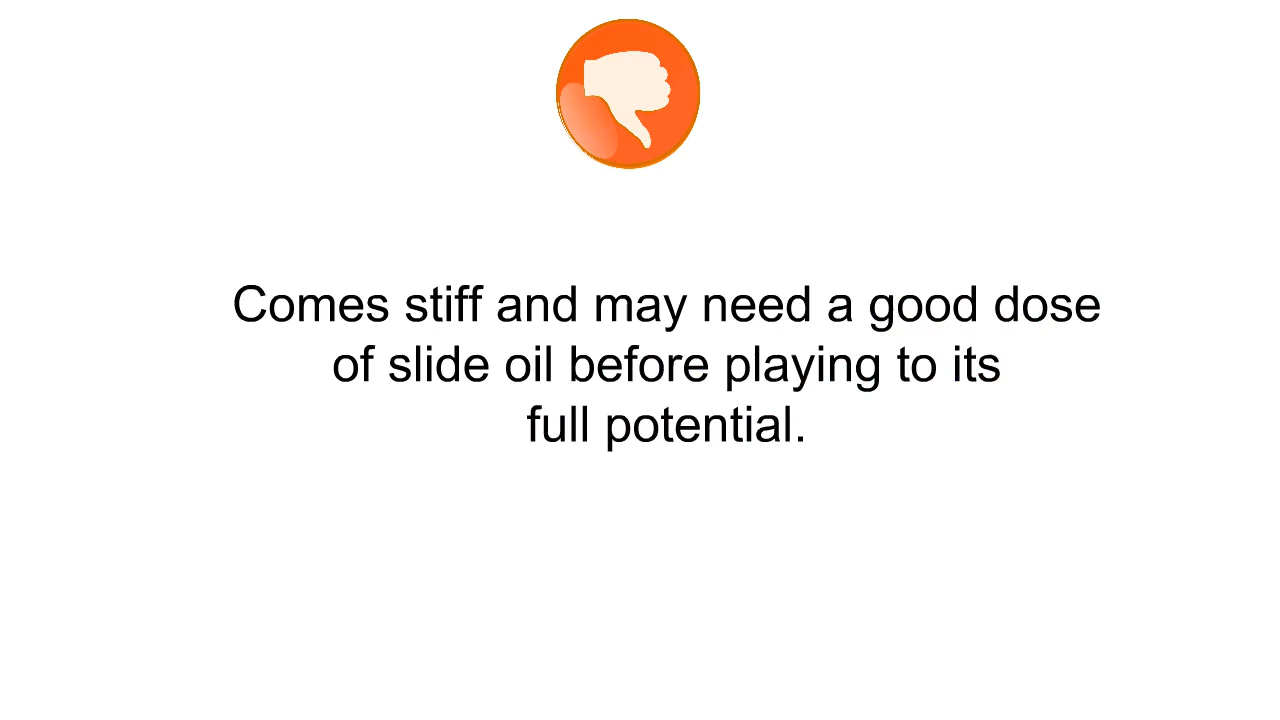 Comes stiff and may need a good dose
of slide oil before playing to its
full potential.